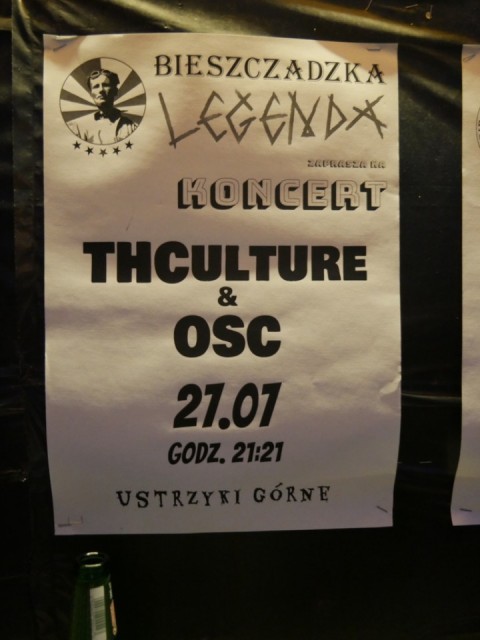 BIESZCZADZKA
LEGENDA
ZAPRASZA NA
KONCERT
THCULTURE
&
OSC
27.07
GODZ. 21:21
USTRZYKI GÓRNE